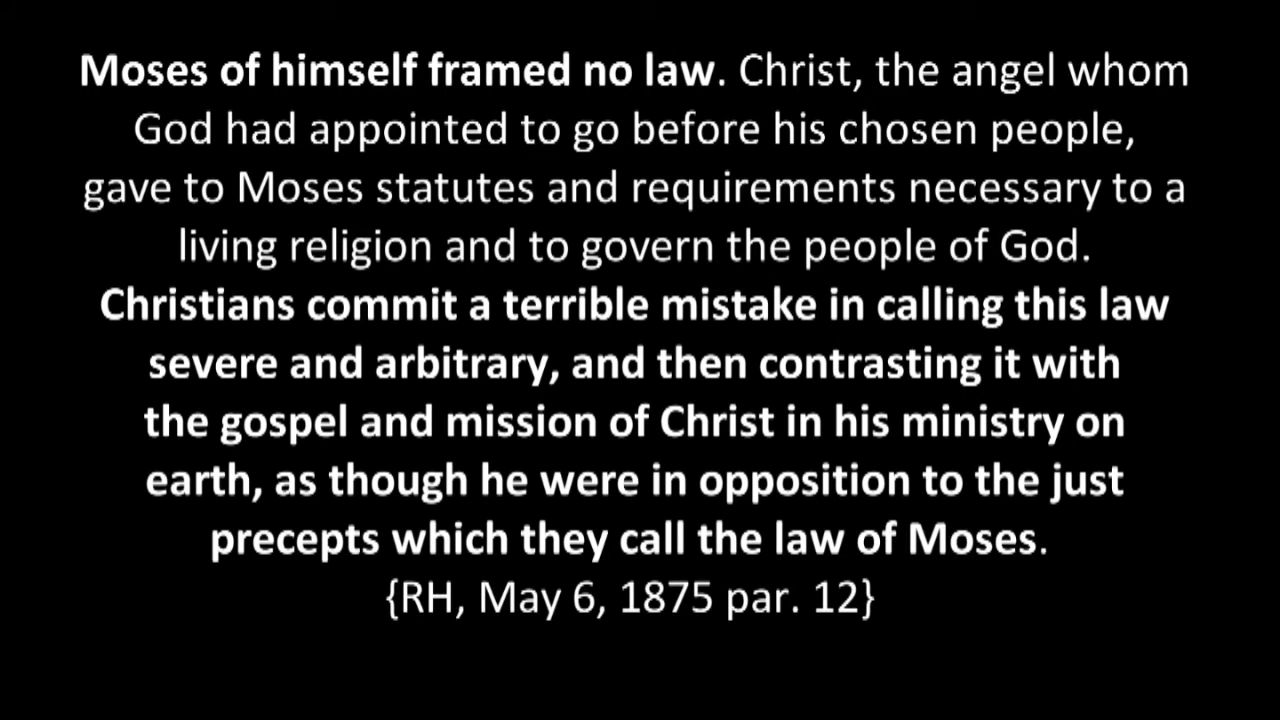 Moses of himself framed no law. Christ, the angel whom
God had appointed to go before his chosen people,
gave to Moses statutes and requirements necessary to a
living religion and to govern the people of God.
Christians commit a terrible mistake in calling this law
severe and arbitrary, and then contrasting it with
the gospel and mission of Christ in his ministry on
earth, as though he were in opposition to the just
precepts which they call the law of Moses.
{RH, May 6, 1875 par. 12}